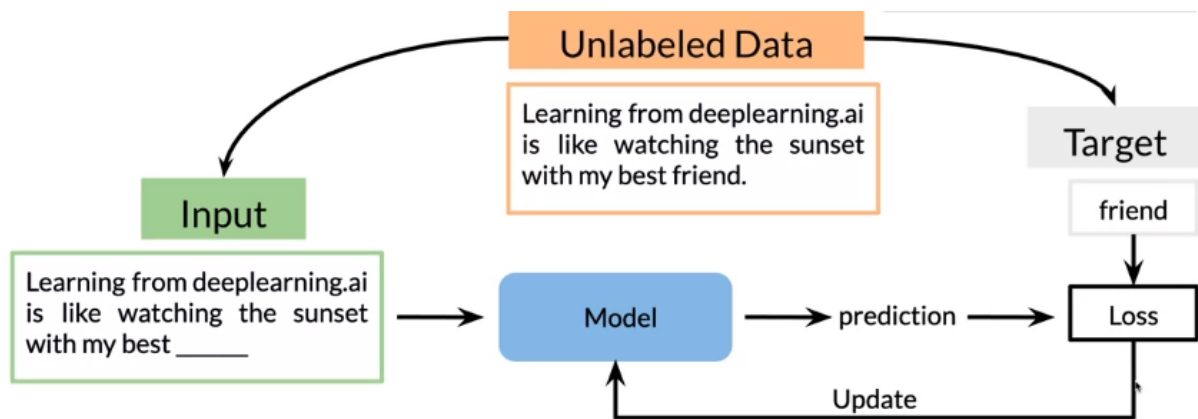 Unlabeled Data
Learning from deeplearning.ai
is like watching the sunset
with my best friend.
Target
friend
Input
Learning from deeplearning.ai
is like watching the sunset
with my best _____
Model
prediction
Loss
Update